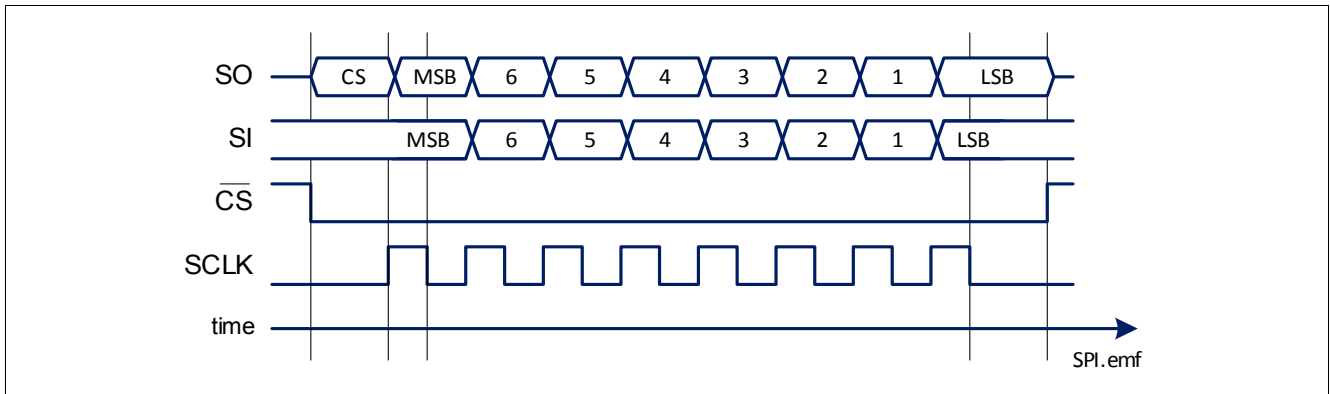 SO CS MSB 6 5 4 3 2 1 LSB
SI MSB 6 5 4 3 2 1 LSB
CS
SCLK
time
SPI.emf